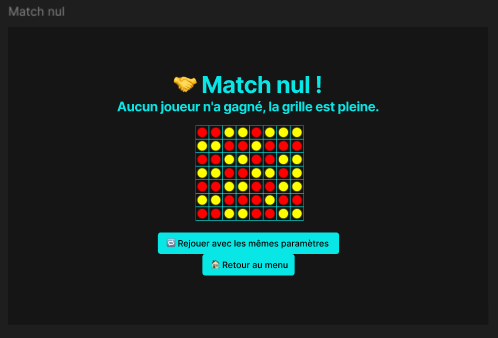 Match nul
🤝 Match nul !
Aucun joueur n'a gagné, la grille est pleine.
🔄 Rejouer avec les mêmes paramètres
🏠 Retour au menu